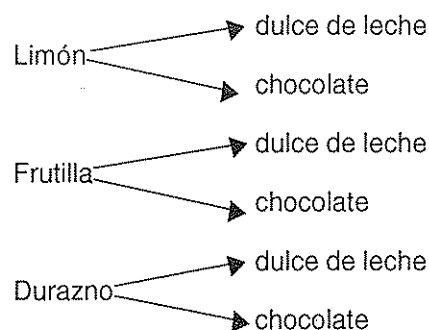 dulce de leche
Limón
chocolate
dulce de leche
Frutilla
chocolate
dulce de leche
Durazno
chocolate